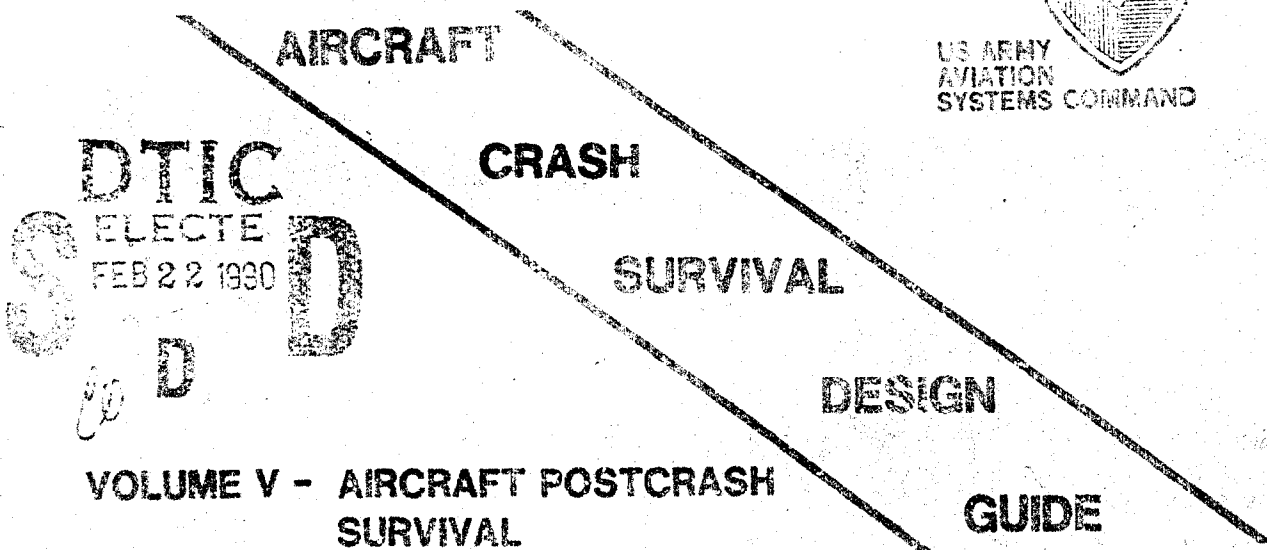 AIRCRAFT
CRASH
SURVIVAL
DESIGN
GUIDE
US ARMY
AVIATION
SYSTEMS COMMAND
DTIC
ELECTE
FEB 22 1990
S D
D
VOLUME V - AIRCRAFT POSTCRASH
SURVIVAL